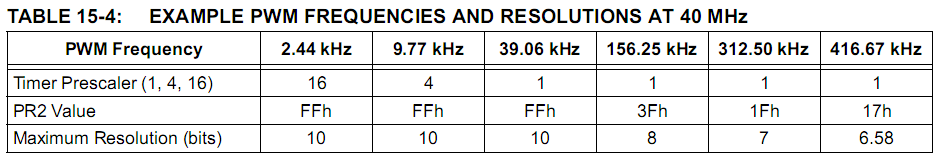 TABLE 15-4: EXAMPLE PWM FREQUENCIES AND RESOLUTIONS AT 40 MHz
PWM Frequency 2.44 kHz 9.77 kHz 39.06 kHz 156.25 kHz 312.50 kHz 416.67 kHz
Timer Prescaler (1, 4, 16) 16 4 1 1 1 1
PR2 Value FFh FFh FFh 3Fh 1Fh 17h
Maximum Resolution (bits) 10 10 10 8 7 6.58